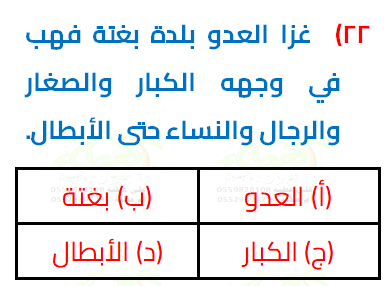 ٢٢) غزا العدو بلدة بغتة فهب
في وجهه الكبار والصغار
والرجال والنساء حتى الأبطال.
(أ) العدو (ب) بغتة
(ج) الكبار (د) الأبطال